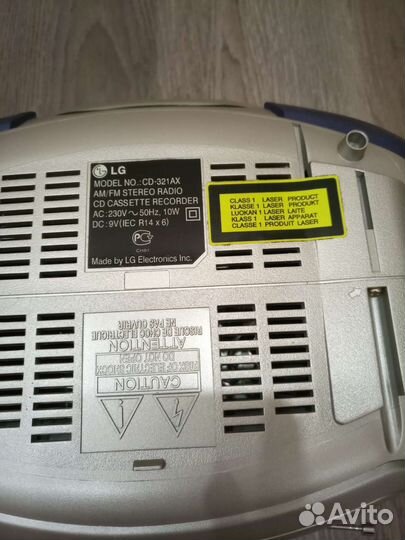 LG
MODEL NO.:CD-321AX
AM/FM STEREO RADIO
CD CASSETTE RECORDER
AC:230V ~ 50Hz, 10W
DC:9V(IEC R14 x 6)
PC
Made by LG Electronics Inc.
CLASS 1 LASER PRODUCT
KLASSE 1 LASER PRODUKT
LUOKAN 1 LASER LAITE
KLASS 1 LASER APPARAT
CLASSE 1 PRODUIT LASER
CAUTION
RISK OF ELECTRIC SHOCK
DO NOT OPEN
ATTENTION
RISQUE DE CHOC ELECTRIQUE
NE PAS OUVRIR
Avito